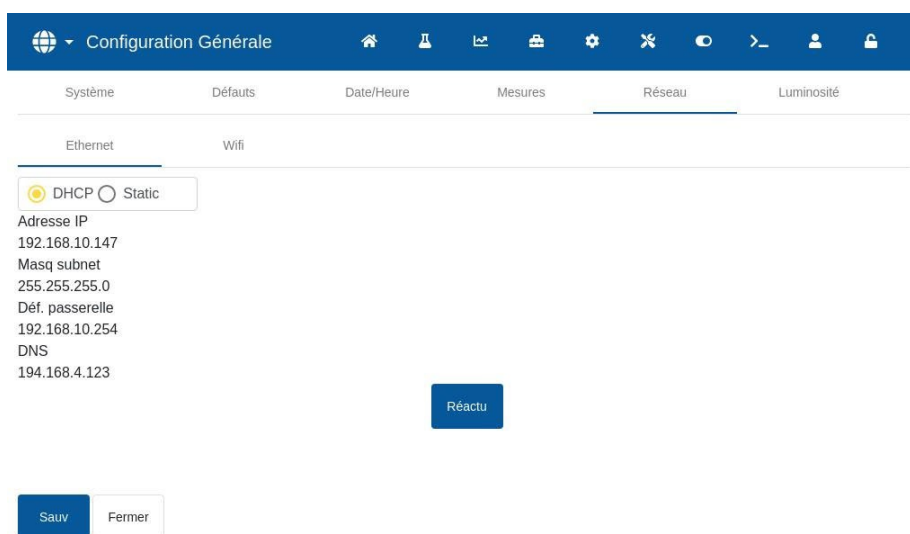 Configuration Générale
Système Défauts Date/Heure Mesures Réseau Luminosité
Ethernet Wifi
DHCP Static
Adresse IP
192.168.10.147
Masq subnet
255.255.255.0
Déf. passerelle
192.168.10.254
DNS
194.168.4.123
Réactu
Sauv Fermer